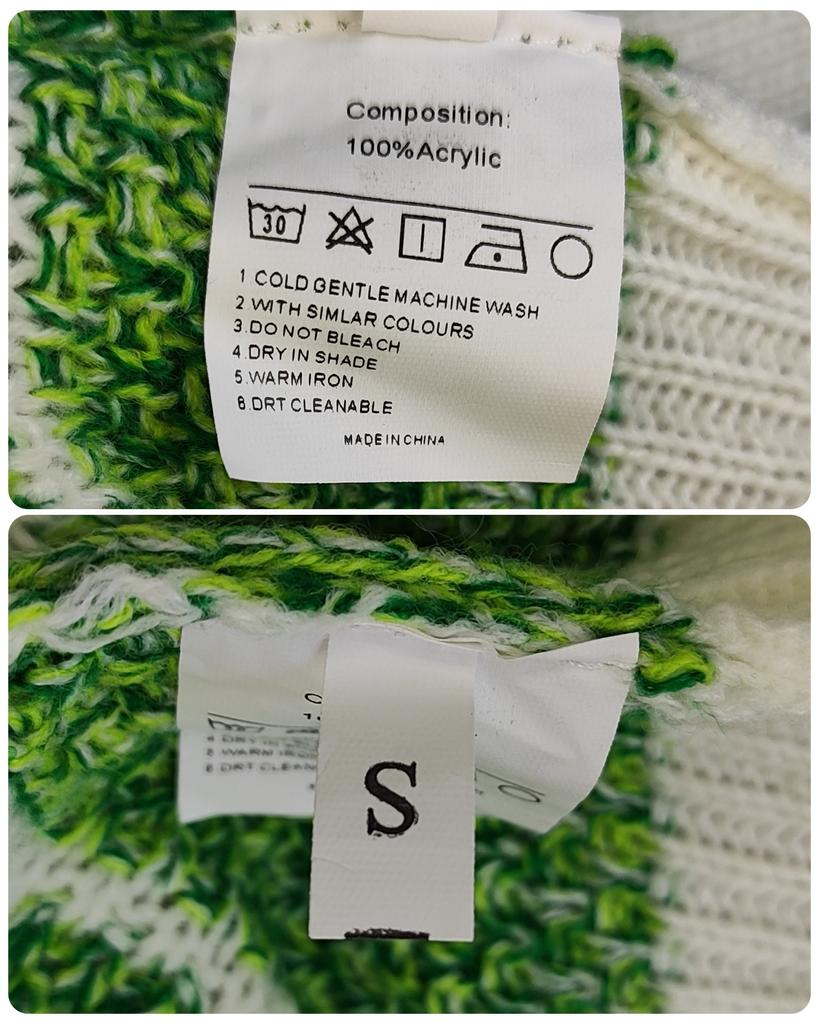 Composition:
100%Acrylic
30
1 COLD GENTLE MACHINE WASH
2 WITH SIMLAR COLOURS
3.DO NOT BLEACH
4.DRY IN SHADE
5.WARM IRON
6.DRT CLEANABLE
MADE IN CHINA
S